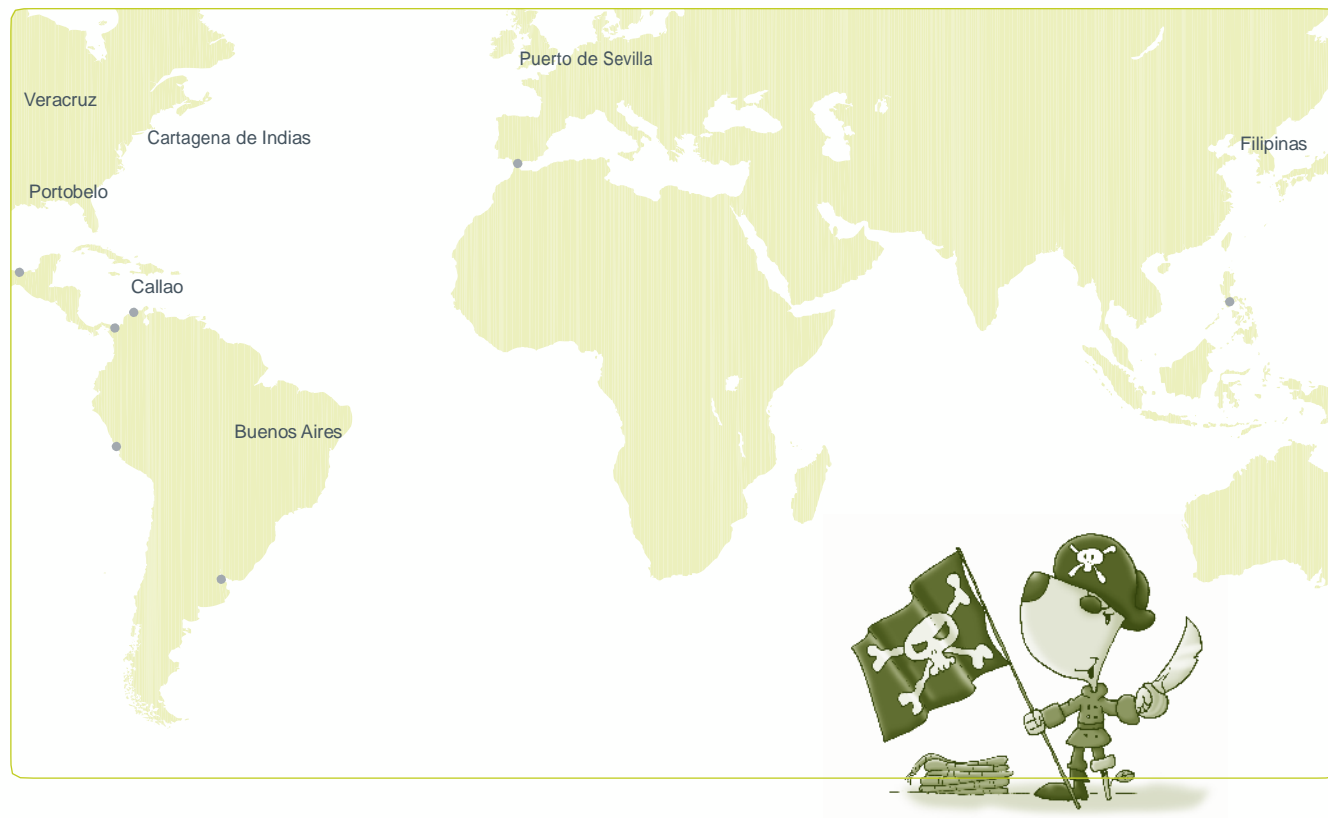 Puerto de Sevilla
Veracruz
Cartagena de Indias
Filipinas
Portobelo
Callao
Buenos Aires